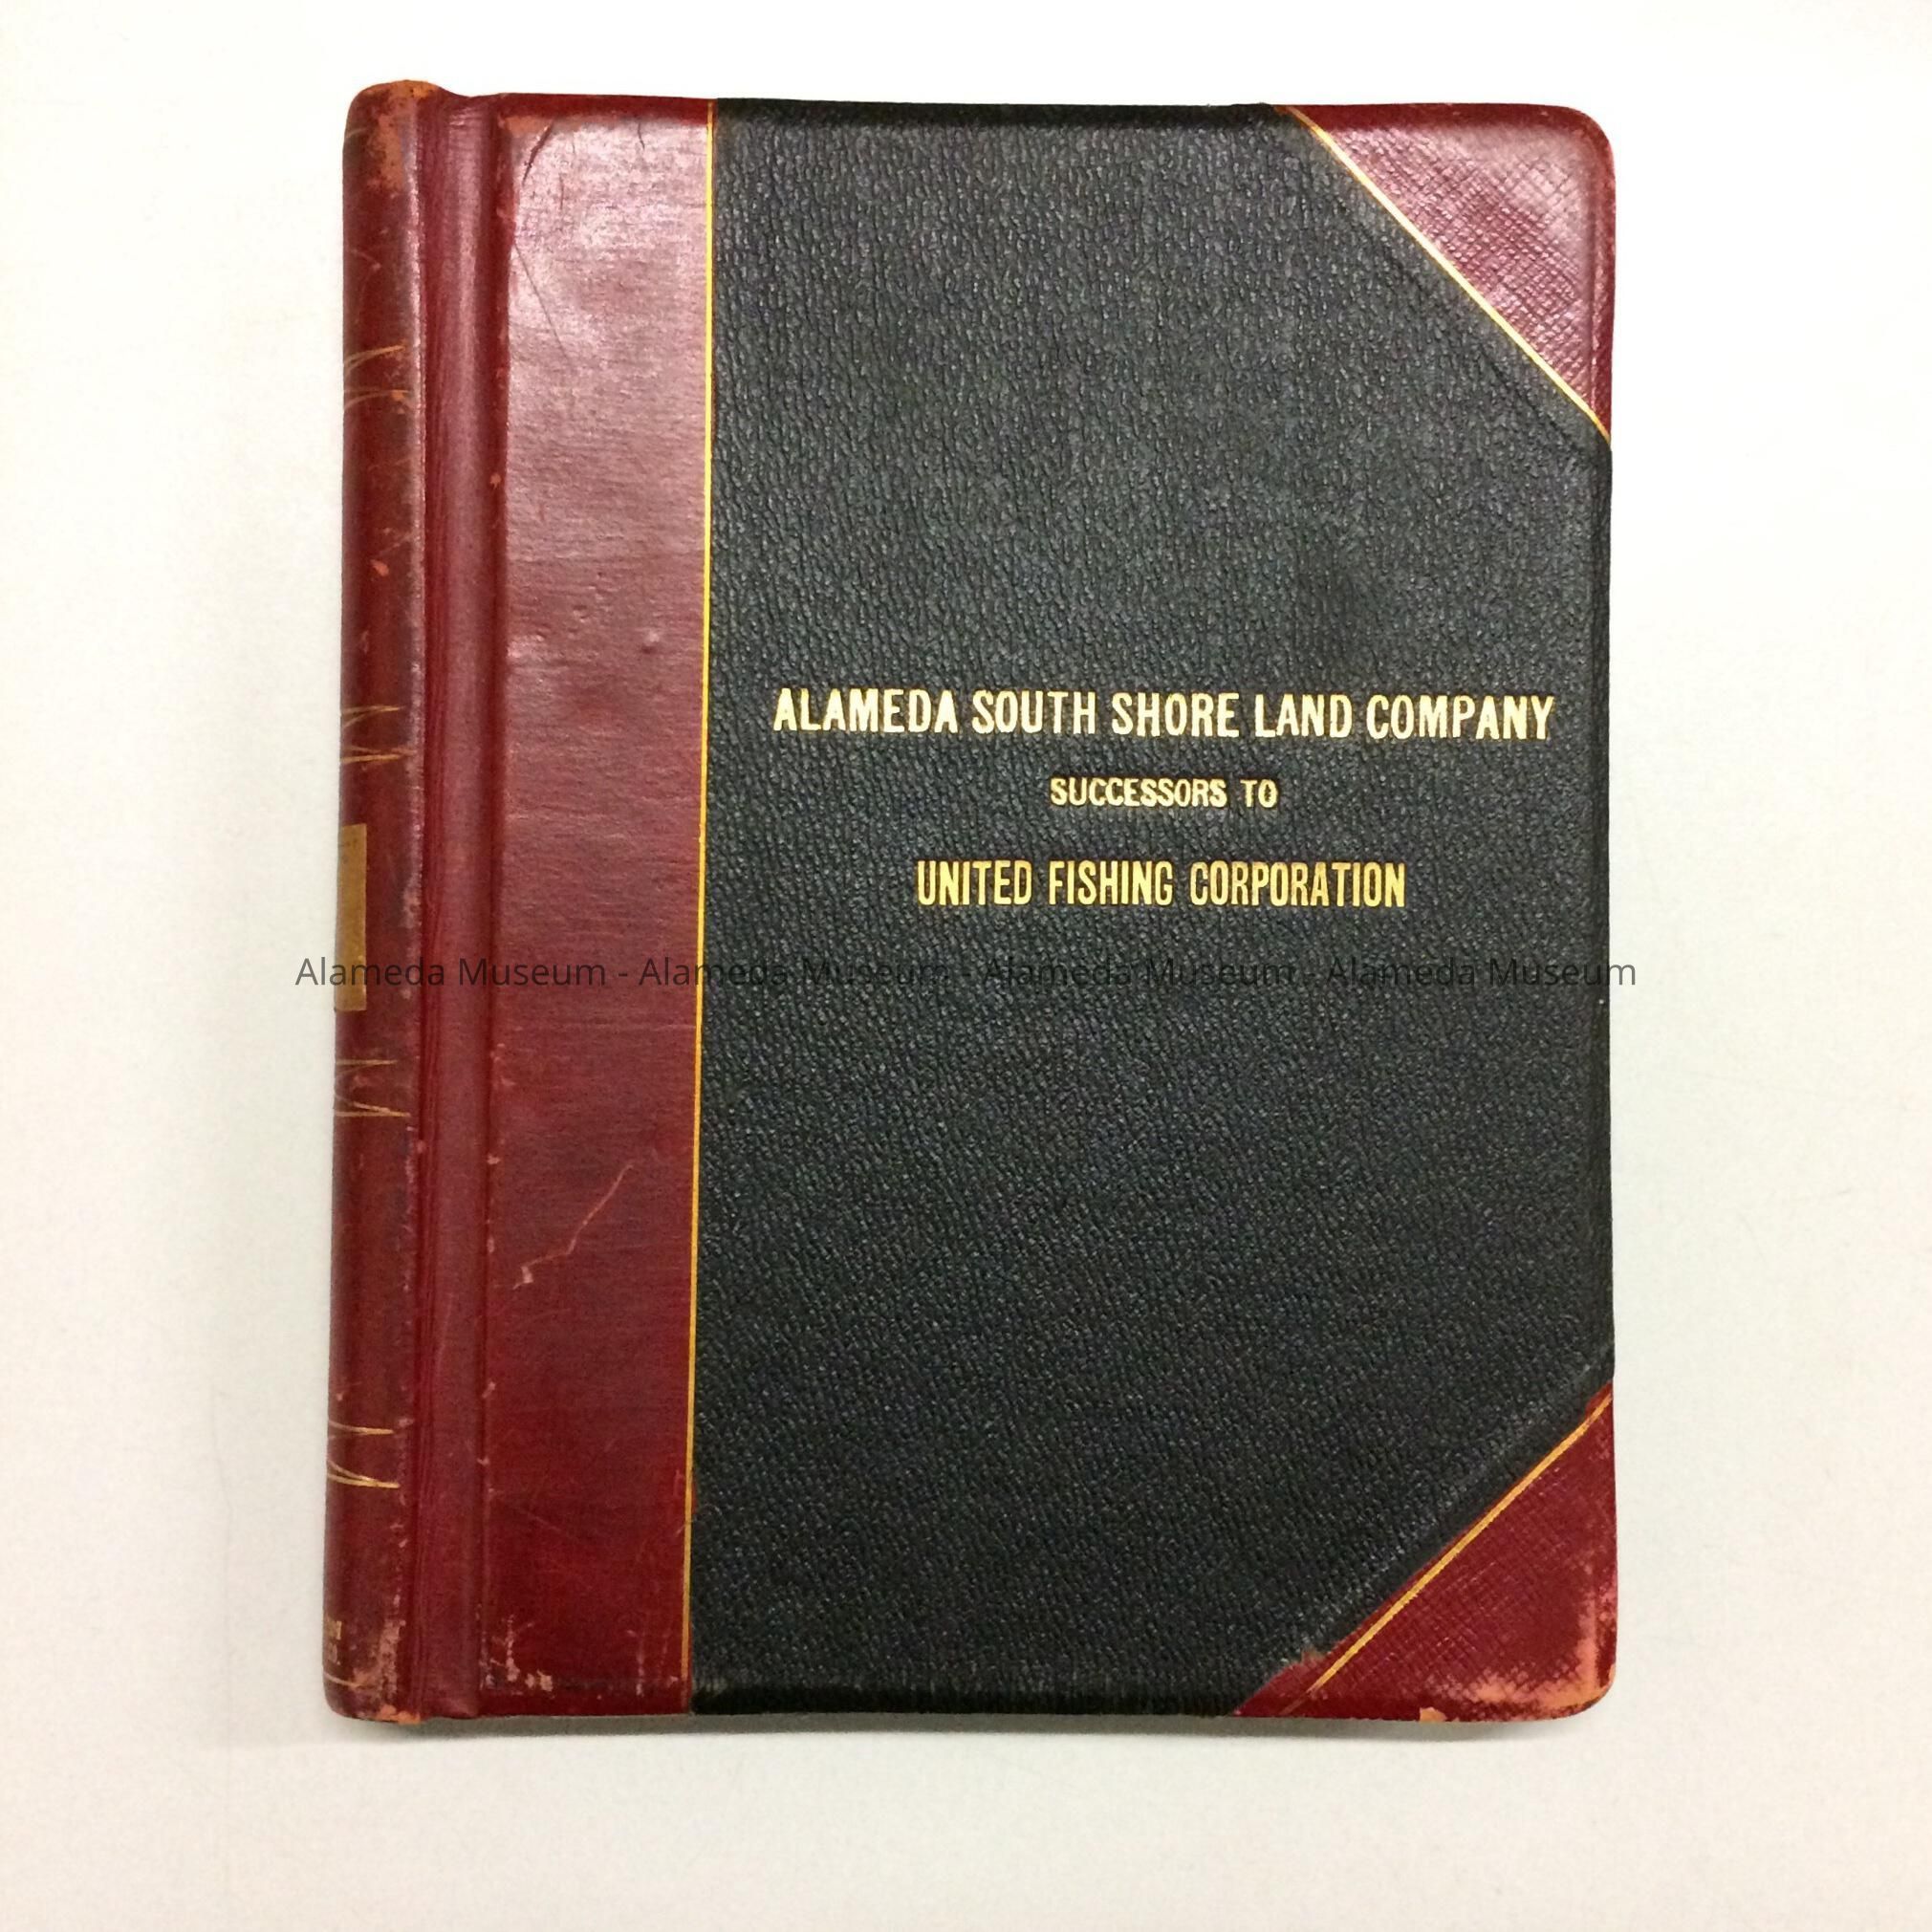 ALAMEDA SOUTH SHORE LAND COMPANY
SUCCESSORS TO
UNITED FISHING CORPORATION
Alameda Museum - Alameda Museum - Alameda Museum - Alameda Museum